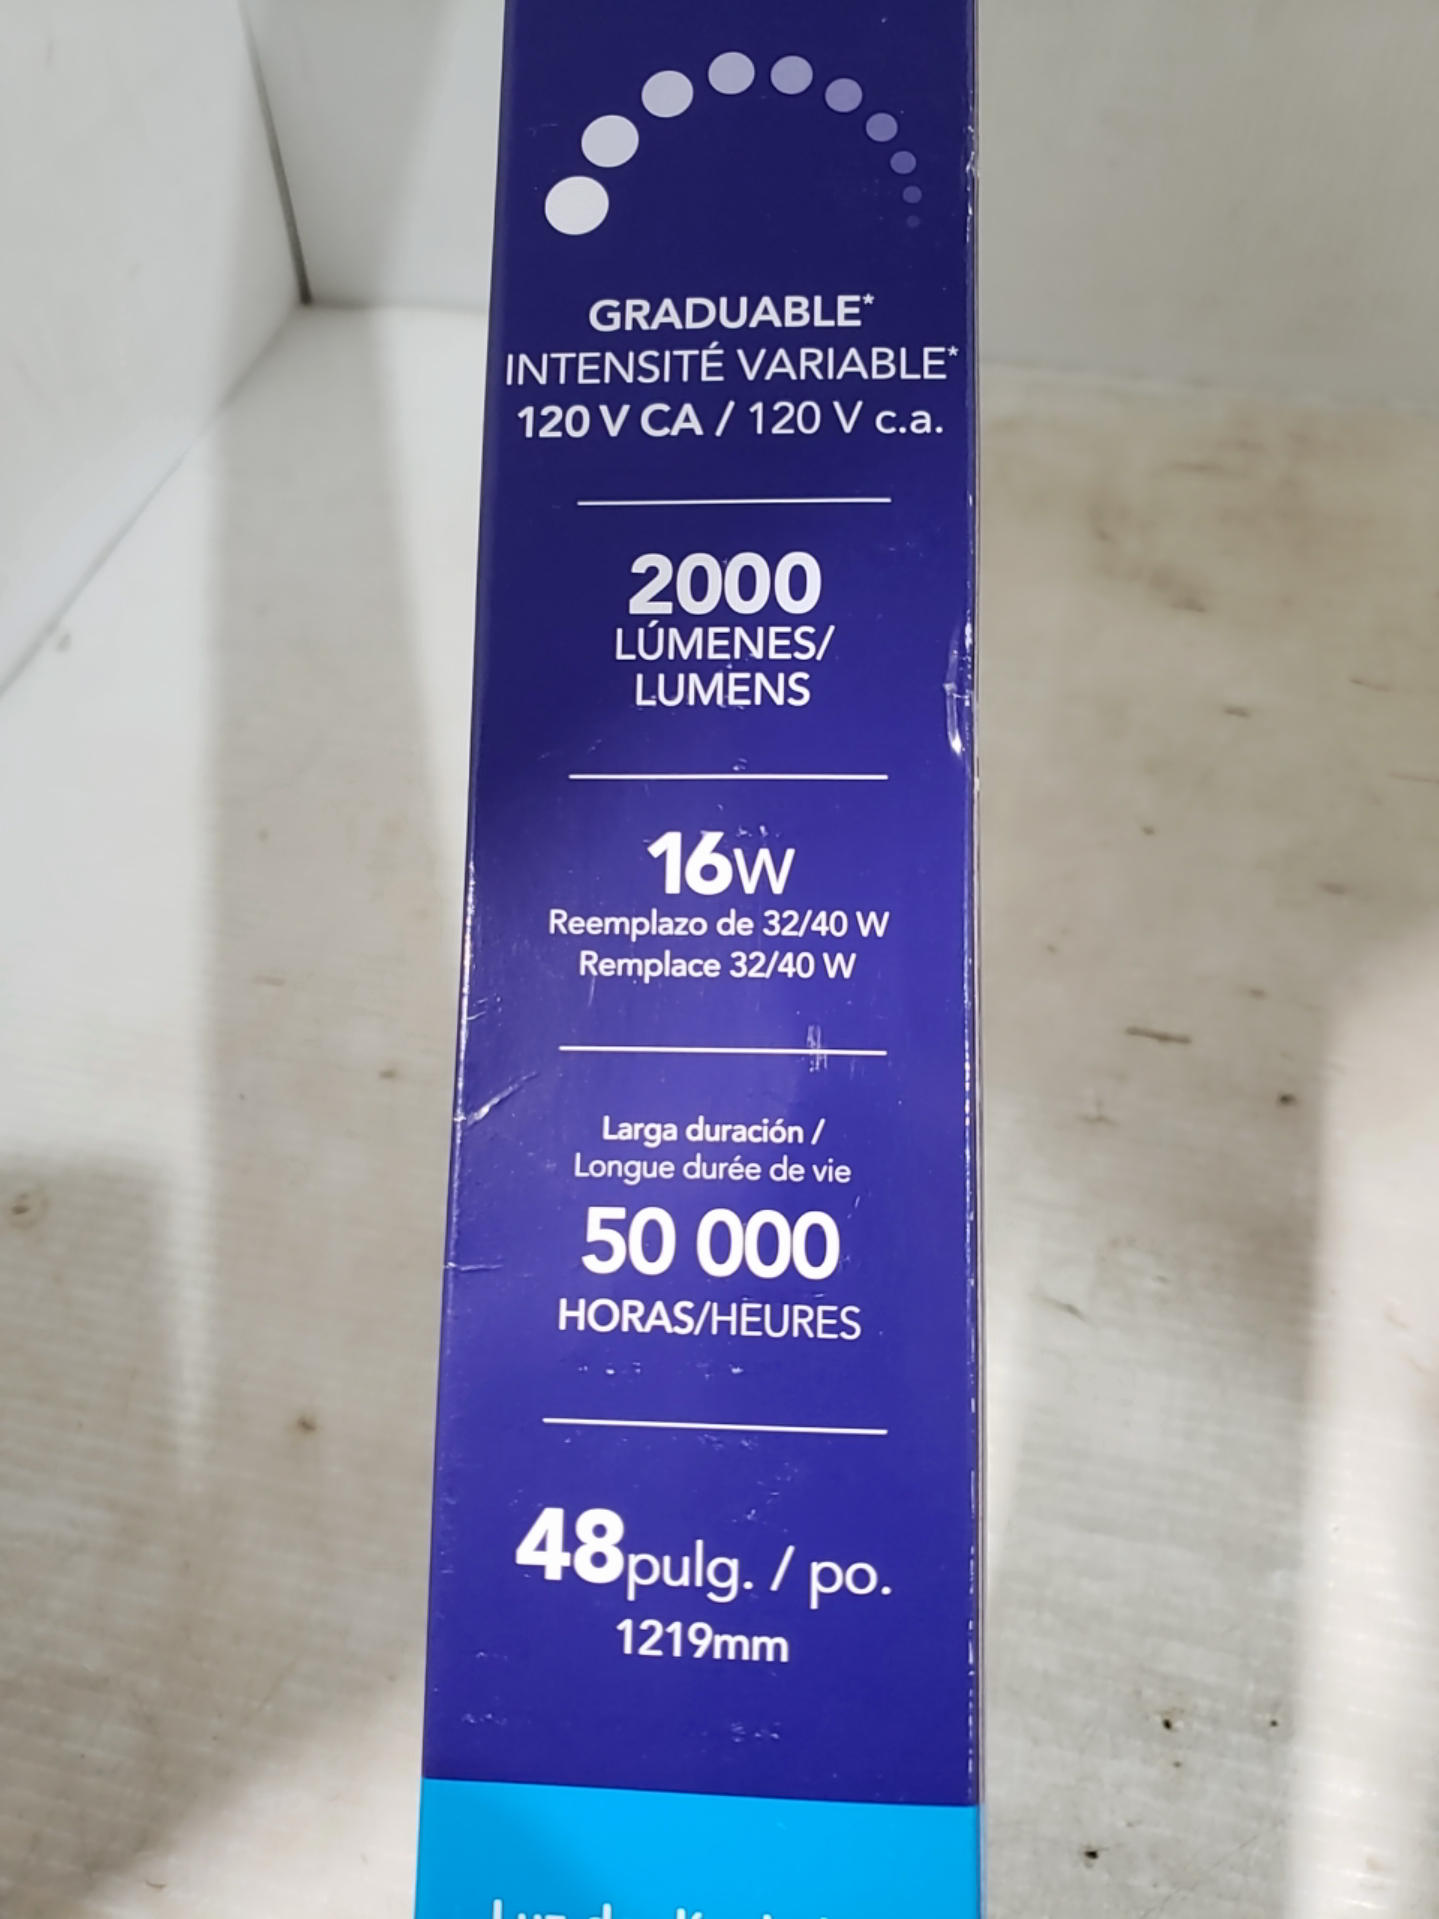 GRADUABLE*
INTENSITÉ VARIABLE*
120 V CA / 120 V c.a.
2000
LÚMENES/
LUMENS
16W
Reemplazo de 32/40 W
Remplace 32/40 W
Larga duración /
Longue durée de vie
50 000
HORAS/HEURES
48pulg. / po.
1219mm